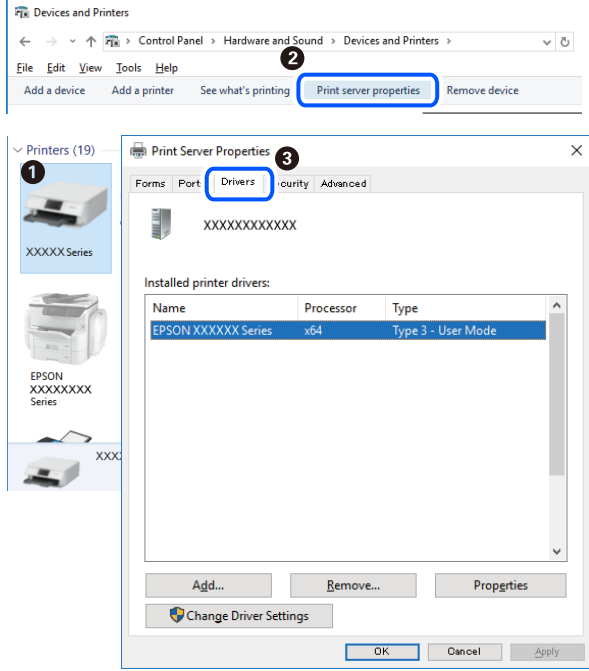 Devices and Printers
Control Panel > Hardware and Sound > Devices and Printers >
2
File Edit View Tools Help
Add a device Add a printer See what's printing Print server properties Remove device
Printers (19)
1
XXXXX Series
EPSON
XXXXXXXX
Series
XXX
Print Server Properties
3
Forms Port Drivers curity Advanced
XXXXXXXXXXXX
Installed printer drivers:
Name Processor Type
EPSON XXXXXX Series x64 Type 3 - User Mode
Add... Remove... Properties
Change Driver Settings
OK Cancel Apply